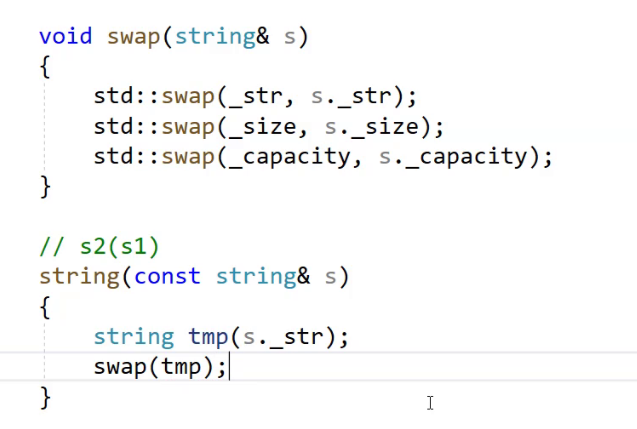 void swap(string& s)
{
    std::swap(_str, s._str);
    std::swap(_size, s._size);
    std::swap(_capacity, s._capacity);
}
// s2(s1)
string(const string& s)
{
    string tmp(s._str);
    swap(tmp);
}